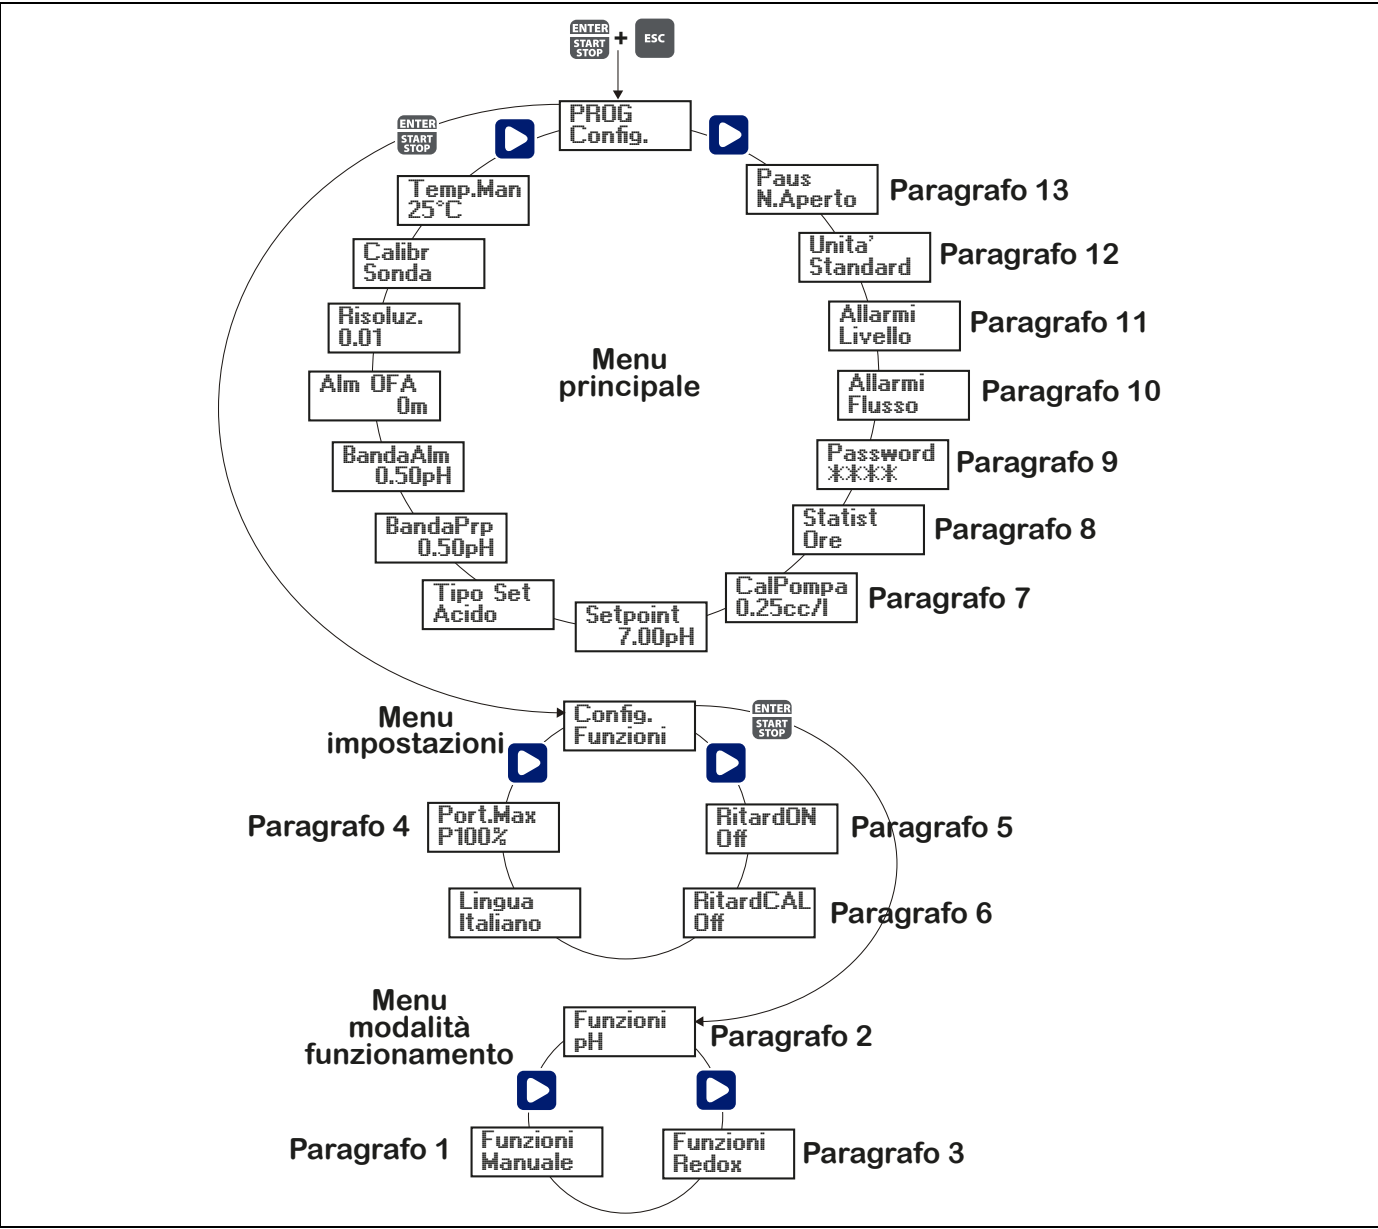 ENTER
START
STOP
+
ESC
PROG
Config.
ENTER
START
STOP
Temp.Man
25°C
Paus
N.Aperto
Paragrafo 13
Calibr
Sonda
Unita'
Standard
Paragrafo 12
Risoluz.
0.01
Allarmi
Livello
Paragrafo 11
Menu
principale
Alm OFA
0m
Allarmi
Flusso
Paragrafo 10
BandaAlm
0.50pH
Password
****
Paragrafo 9
BandaPrp
0.50pH
Statist
Ore
Paragrafo 8
Tipo Set
Acido
Setpoint
7.00pH
CalPompa
0.25cc/l
Paragrafo 7
Menu
impostazioni
Config.
Funzioni
ENTER
START
STOP
Paragrafo 4
Port.Max
P100%
RitardON
Off
Paragrafo 5
Lingua
Italiano
RitardCAL
Off
Paragrafo 6
Menu
modalità
funzionamento
Funzioni
pH
Paragrafo 2
Paragrafo 1
Funzioni
Manuale
Funzioni
Redox
Paragrafo 3